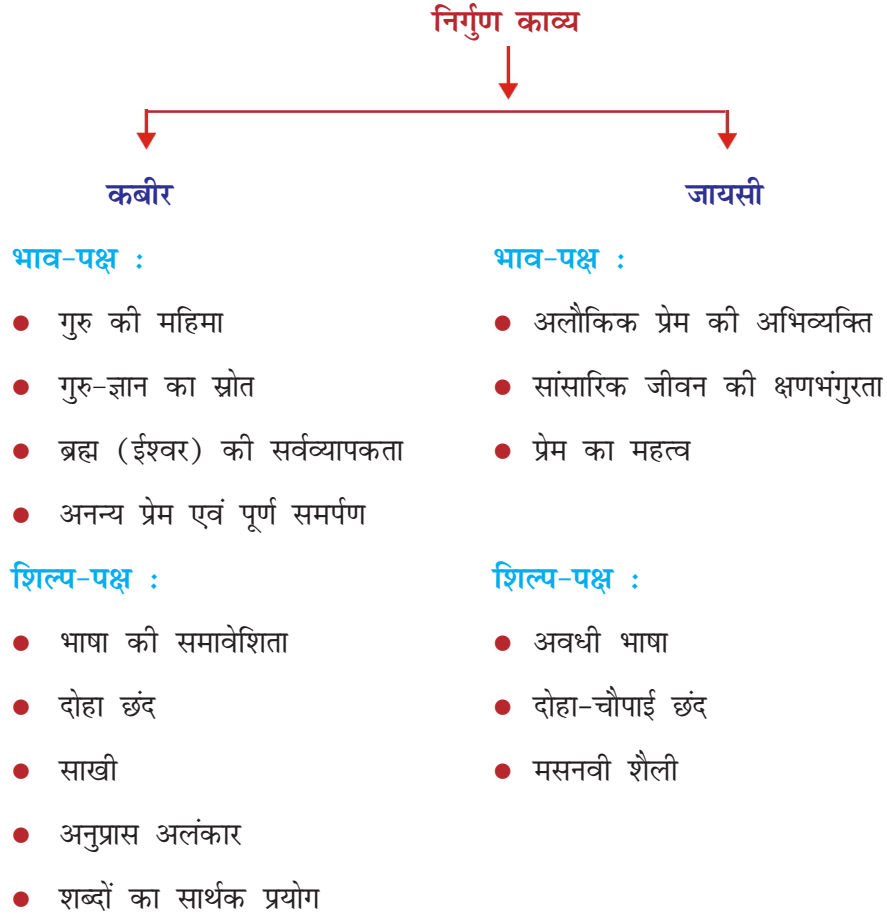 निर्गुण काव्य
कबीर
भाव-पक्ष :
● गुरु की महिमा
● गुरु-ज्ञान का स्रोत
● ब्रह्म (ईश्वर) की सर्वव्यापकता
● अनन्य प्रेम एवं पूर्ण समर्पण
शिल्प-पक्ष :
● भाषा की समावेशिता
● दोहा छंद
● साखी
● अनुप्रास अलंकार
● शब्दों का सार्थक प्रयोग
जायसी
भाव-पक्ष :
● अलौकिक प्रेम की अभिव्यक्ति
● सांसारिक जीवन की क्षणभंगुरता
● प्रेम का महत्व
शिल्प-पक्ष :
● अवधी भाषा
● दोहा-चौपाई छंद
● मसनवी शैली